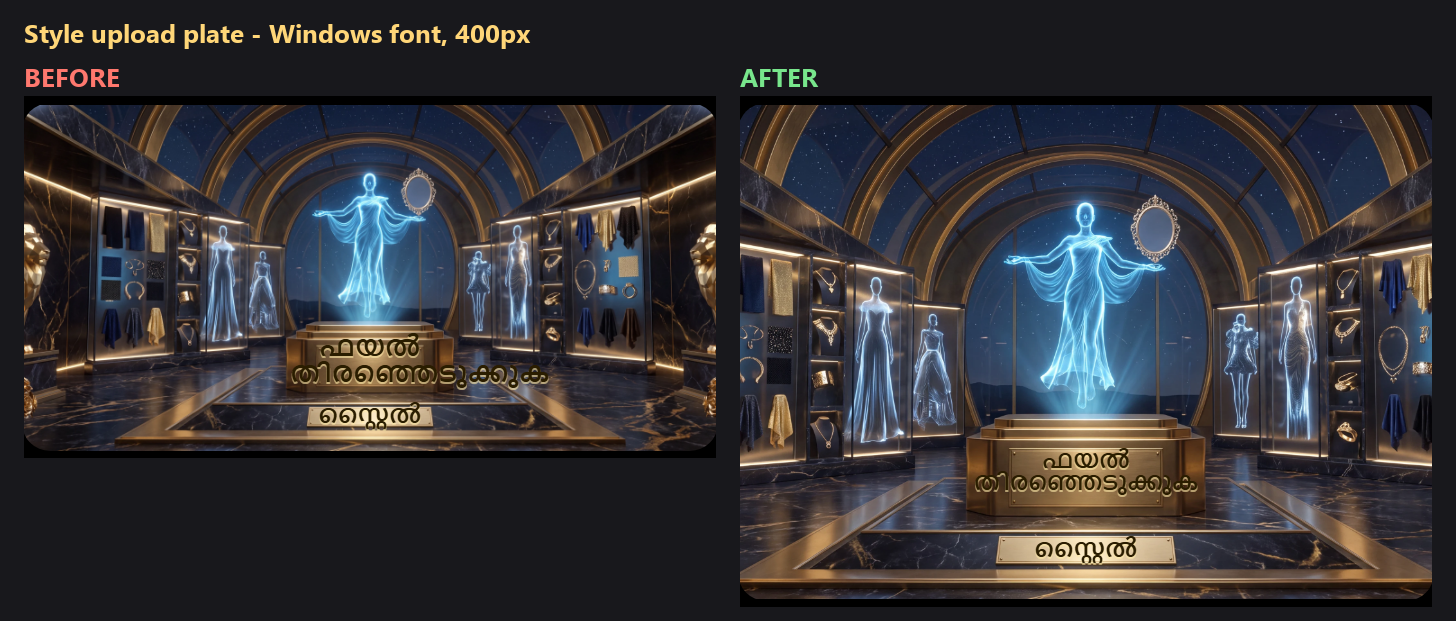 Style upload plate - Windows font, 400px
BEFORE
AFTER
ഫയൽ
തിരഞ്ഞെടുക്കുക
സ്റ്റൈൽ
ഫയൽ
തിരഞ്ഞെടുക്കുക
സ്റ്റൈൽ